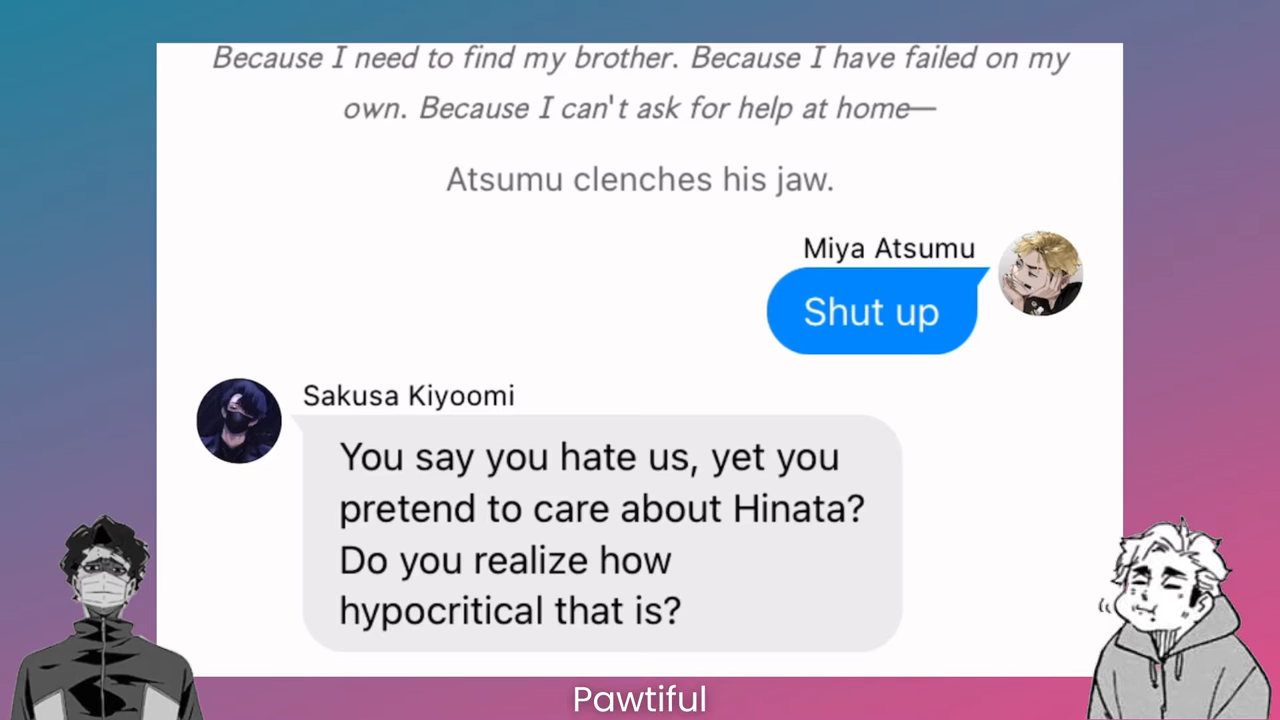 Because I need to find my brother. Because I have failed on my
own. Because I can't ask for help at home—
Atsumu clenches his jaw.
Miya Atsumu
Shut up
Sakusa Kiyoomi
You say you hate us, yet you
pretend to care about Hinata?
Do you realize how
hypocritical that is?
Pawtiful